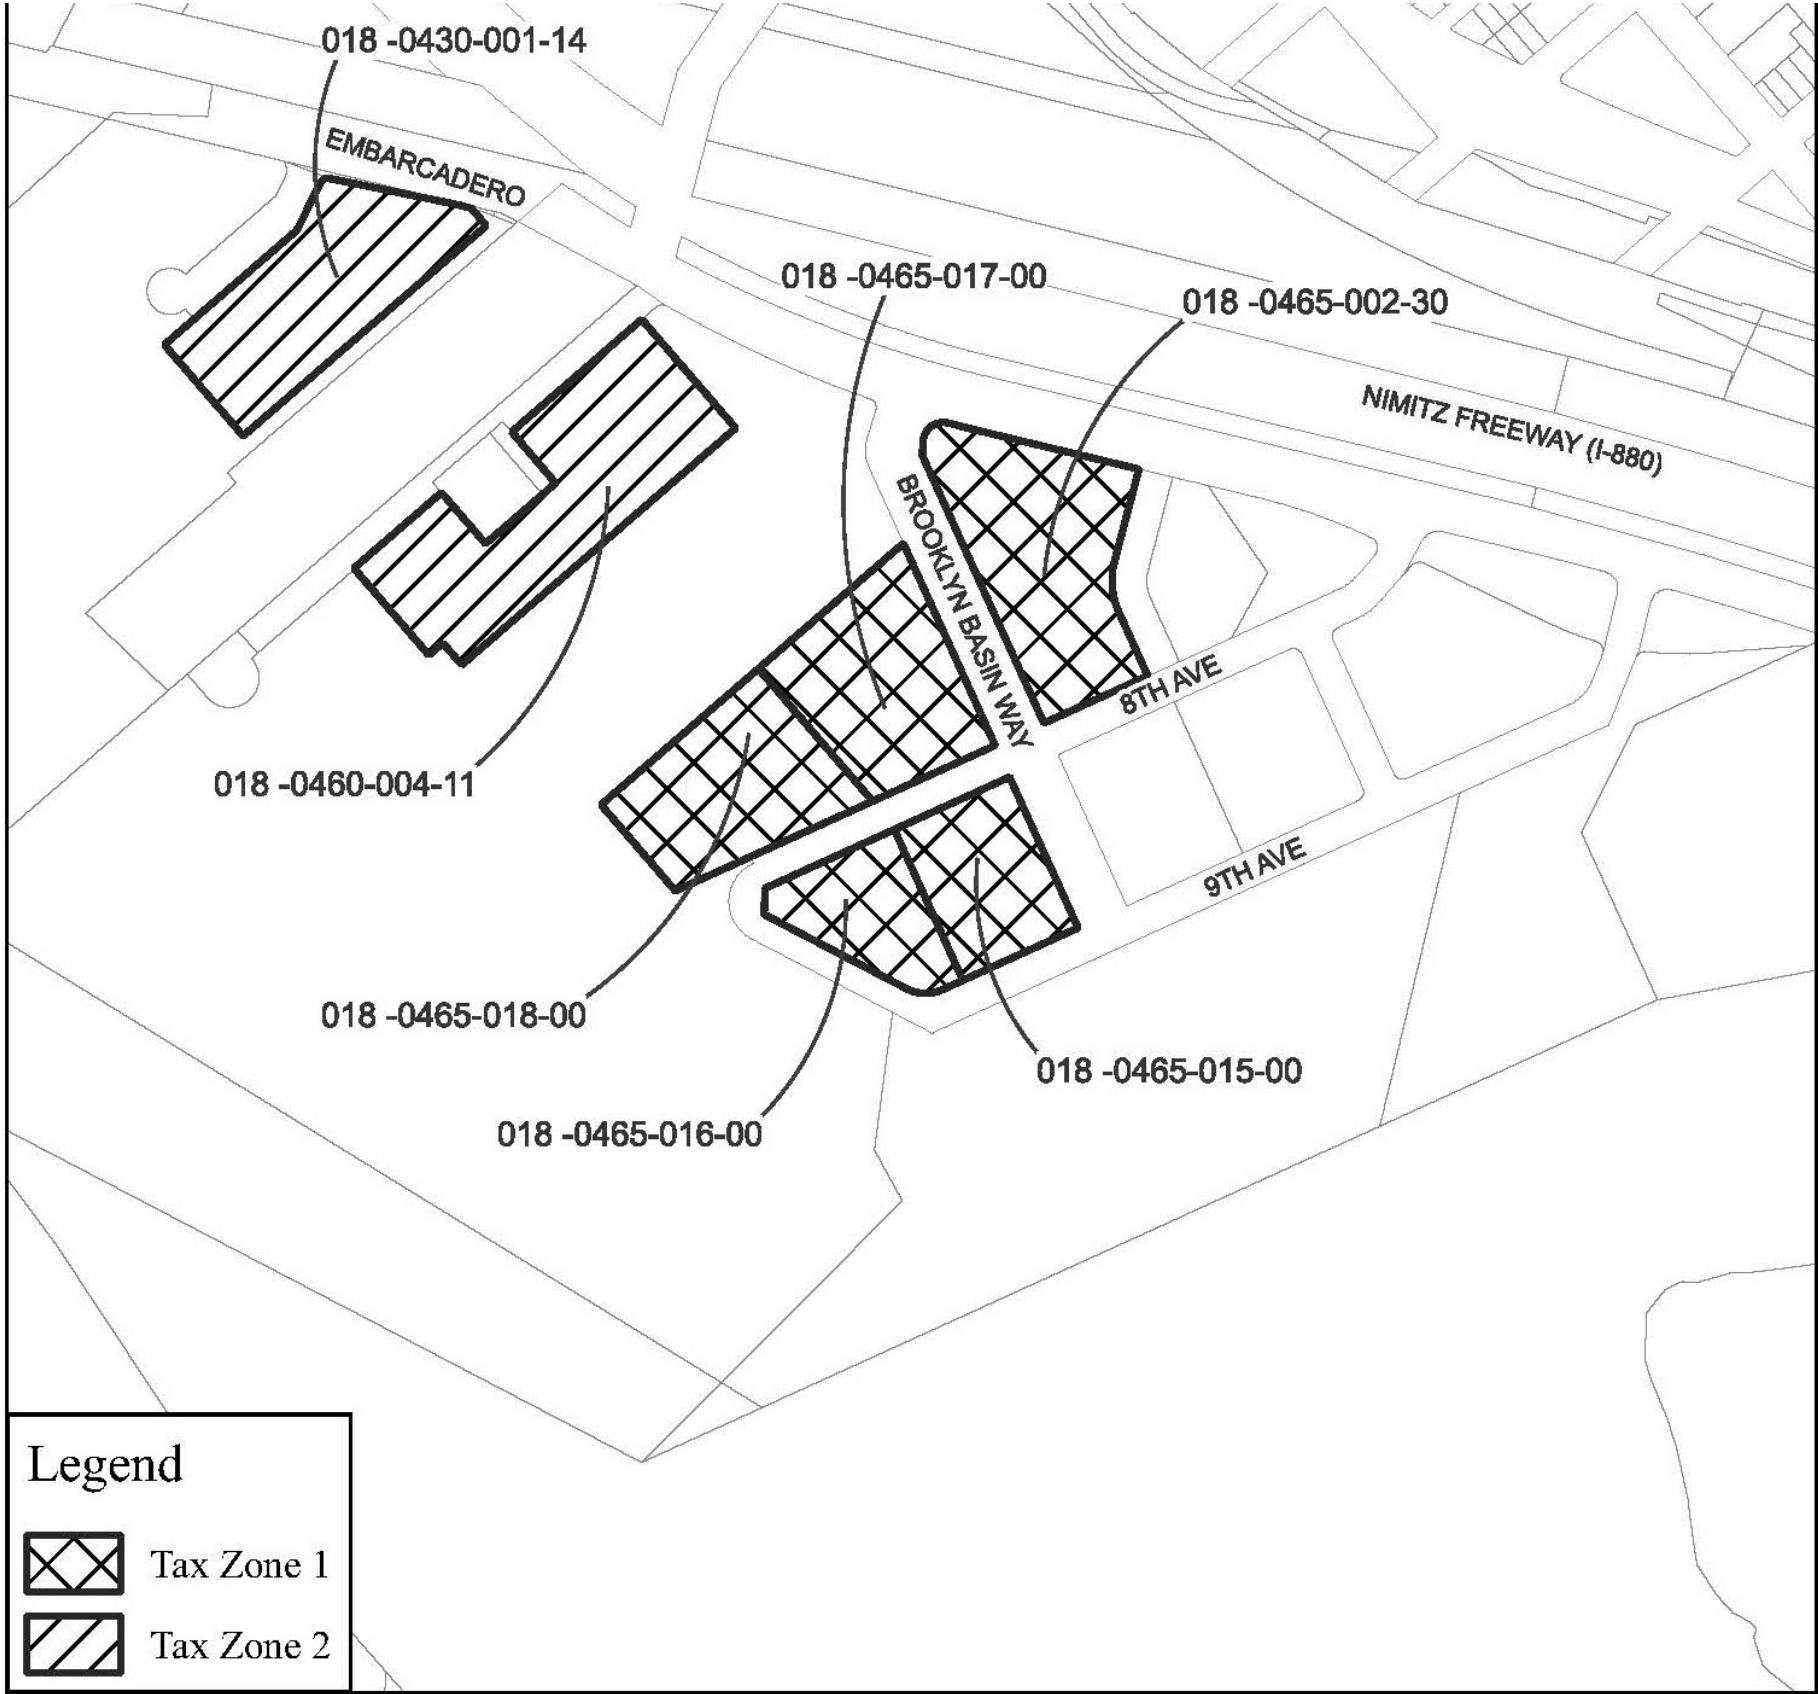 018 -0430-001-14
EMBARCADERO
018 -0465-017-00
018 -0465-002-30
NIMITZ FREEWAY (I-880)
BROOKLYN BASIN WAY
8TH AVE
018 -0460-004-11
9TH AVE
018 -0465-018-00
018 -0465-015-00
018 -0465-016-00
Legend
Tax Zone 1
Tax Zone 2